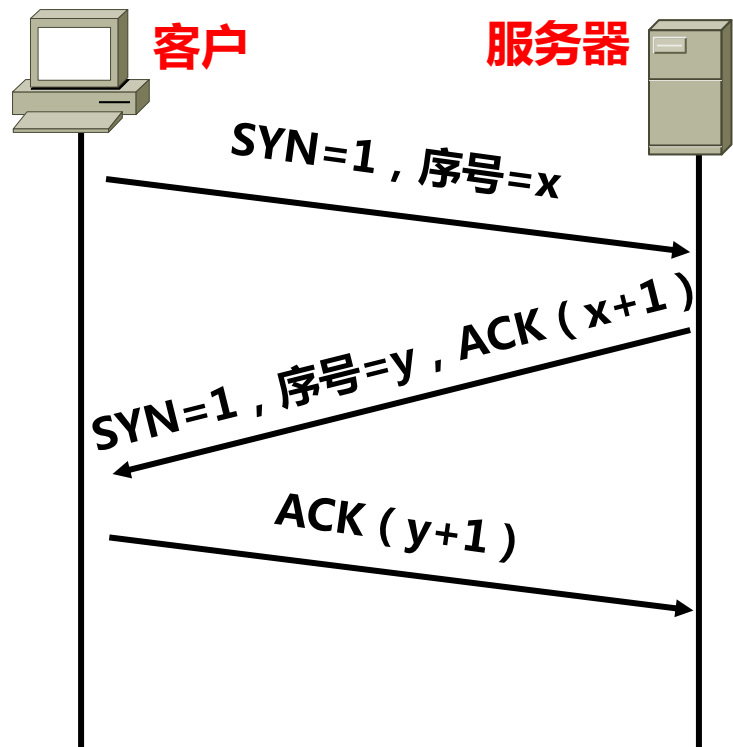 客户
服务器
SYN=1，序号=x
SYN=1，序号=y，ACK（x+1）
ACK（y+1）